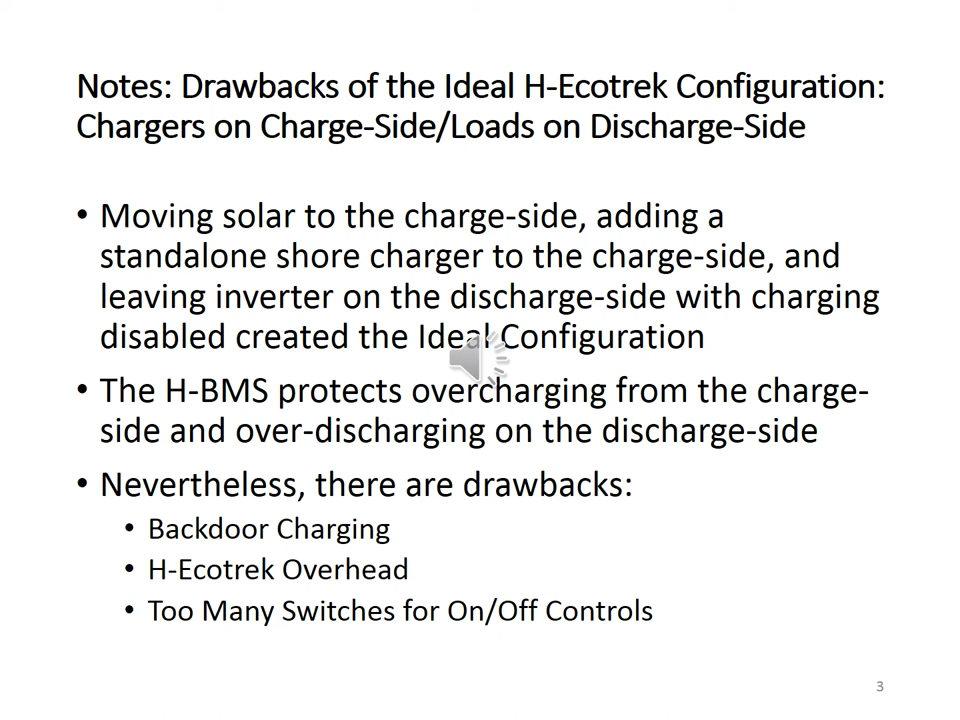 Notes: Drawbacks of the Ideal H-Ecotrek Configuration:
Chargers on Charge-Side/Loads on Discharge-Side
• Moving solar to the charge-side, adding a
standalone shore charger to the charge-side, and
leaving inverter on the discharge-side with charging
disabled created the Ideal Configuration
• The H-BMS protects overcharging from the charge-
side and over-discharging on the discharge-side
• Nevertheless, there are drawbacks:
• Backdoor Charging
• H-Ecotrek Overhead
• Too Many Switches for On/Off Controls
3